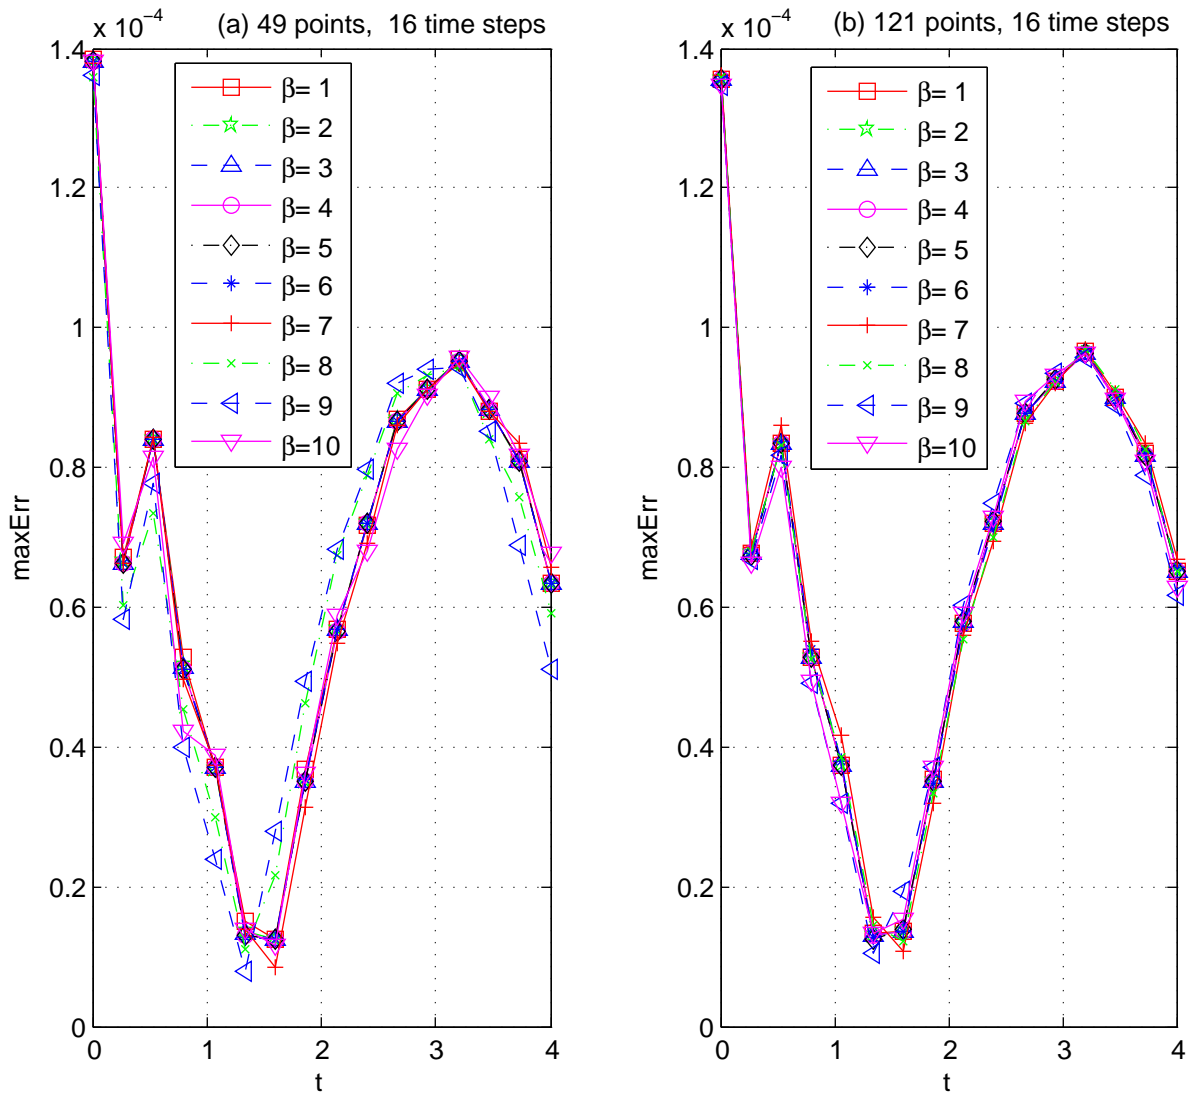 x 10^-4
(a) 49 points, 16 time steps
1.4
1.2
1
0.8
0.6
0.4
0.2
0
maxErr
β= 1
β= 2
β= 3
β= 4
β= 5
β= 6
β= 7
β= 8
β= 9
β=10
0 1 2 3 4
t
x 10^-4
(b) 121 points, 16 time steps
1.4
1.2
1
0.8
0.6
0.4
0.2
0
maxErr
β= 1
β= 2
β= 3
β= 4
β= 5
β= 6
β= 7
β= 8
β= 9
β=10
0 1 2 3 4
t